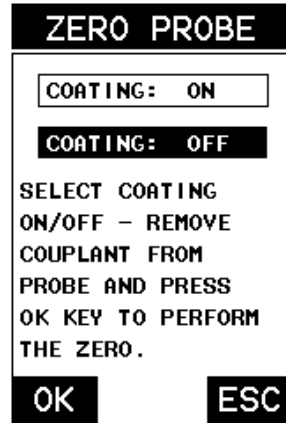 ZERO PROBE
COATING: ON
COATING: OFF
SELECT COATING
ON/OFF – REMOVE
COUPLANT FROM
PROBE AND PRESS
OK KEY TO PERFORM
THE ZERO.
OK ESC